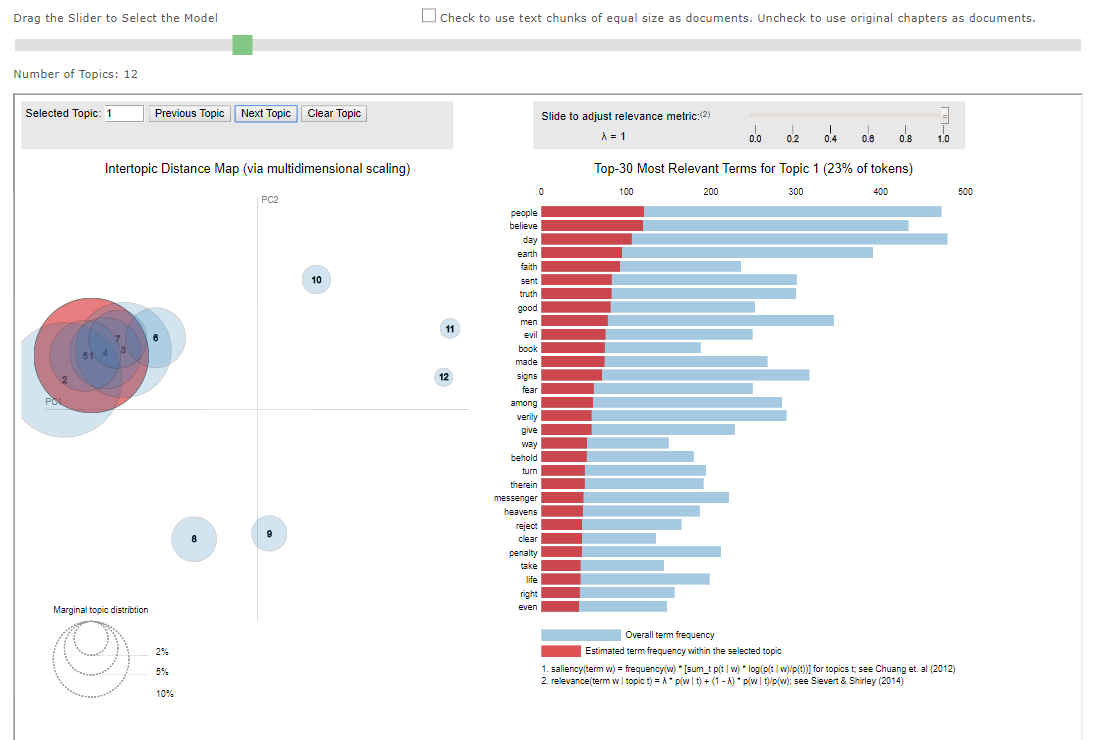 Drag the Slider to Select the Model
Check to use text chunks of equal size as documents. Uncheck to use original chapters as documents.
Number of Topics: 12
Selected Topic: 1 Previous Topic Next Topic Clear Topic
Slide to adjust relevance metric:(2)
λ = 1
0.0 0.2 0.4 0.6 0.8 1.0
Intertopic Distance Map (via multidimensional scaling)
PC2
PC1
10
11
12
7
6
5
1
4
3
2
8
9
Marginal topic distribtion
2%
5%
10%
Top-30 Most Relevant Terms for Topic 1 (23% of tokens)
0 100 200 300 400 500
people
believe
day
earth
faith
sent
truth
good
men
evil
book
made
signs
fear
among
verily
give
way
behold
turn
therein
messenger
heavens
reject
clear
penalty
take
life
right
even
Overall term frequency
Estimated term frequency within the selected topic
1. saliency(term w) = frequency(w) * [sum_t p(t | w) * log(p(t | w)/p(t))] for topics t; see Chuang et. al (2012)
2. relevance(term w | topic t) = λ * p(w | t) + (1 - λ) * p(w | t)/p(w); see Sievert & Shirley (2014)